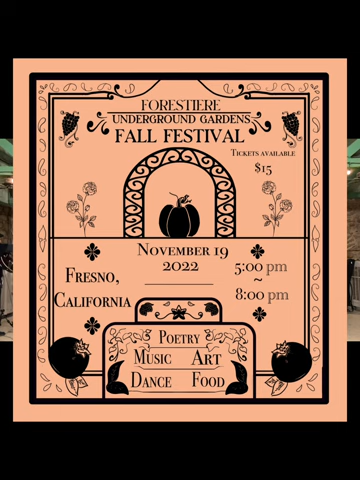 FORESTIERE
UNDERGROUND GARDENS
FALL FESTIVAL
TICKETS AVAILABLE
$15
NOVEMBER 19
2022
FRESNO,
CALIFORNIA
5:00 pm
~
8:00 pm
POETRY
MUSIC ART
DANCE FOOD